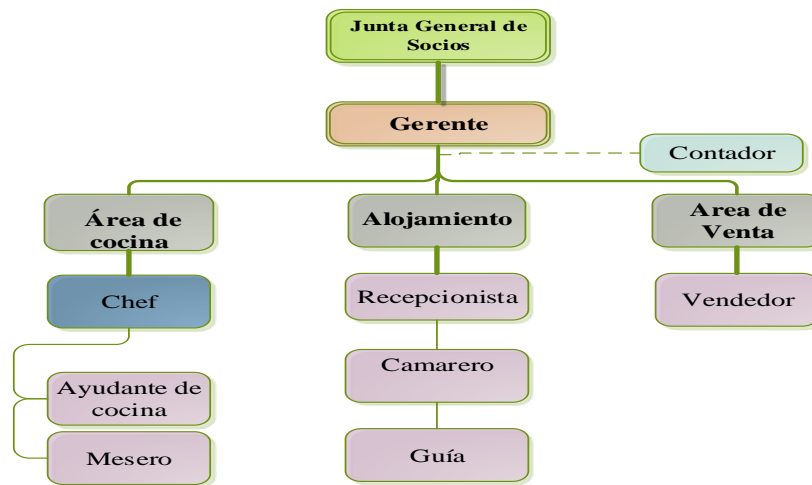 Junta General de
Socios
Gerente
Contador
Área de
cocina
Alojamiento
Area de
Venta
Chef
Recepcionista
Vendedor
Ayudante de
cocina
Camarero
Mesero
Guía